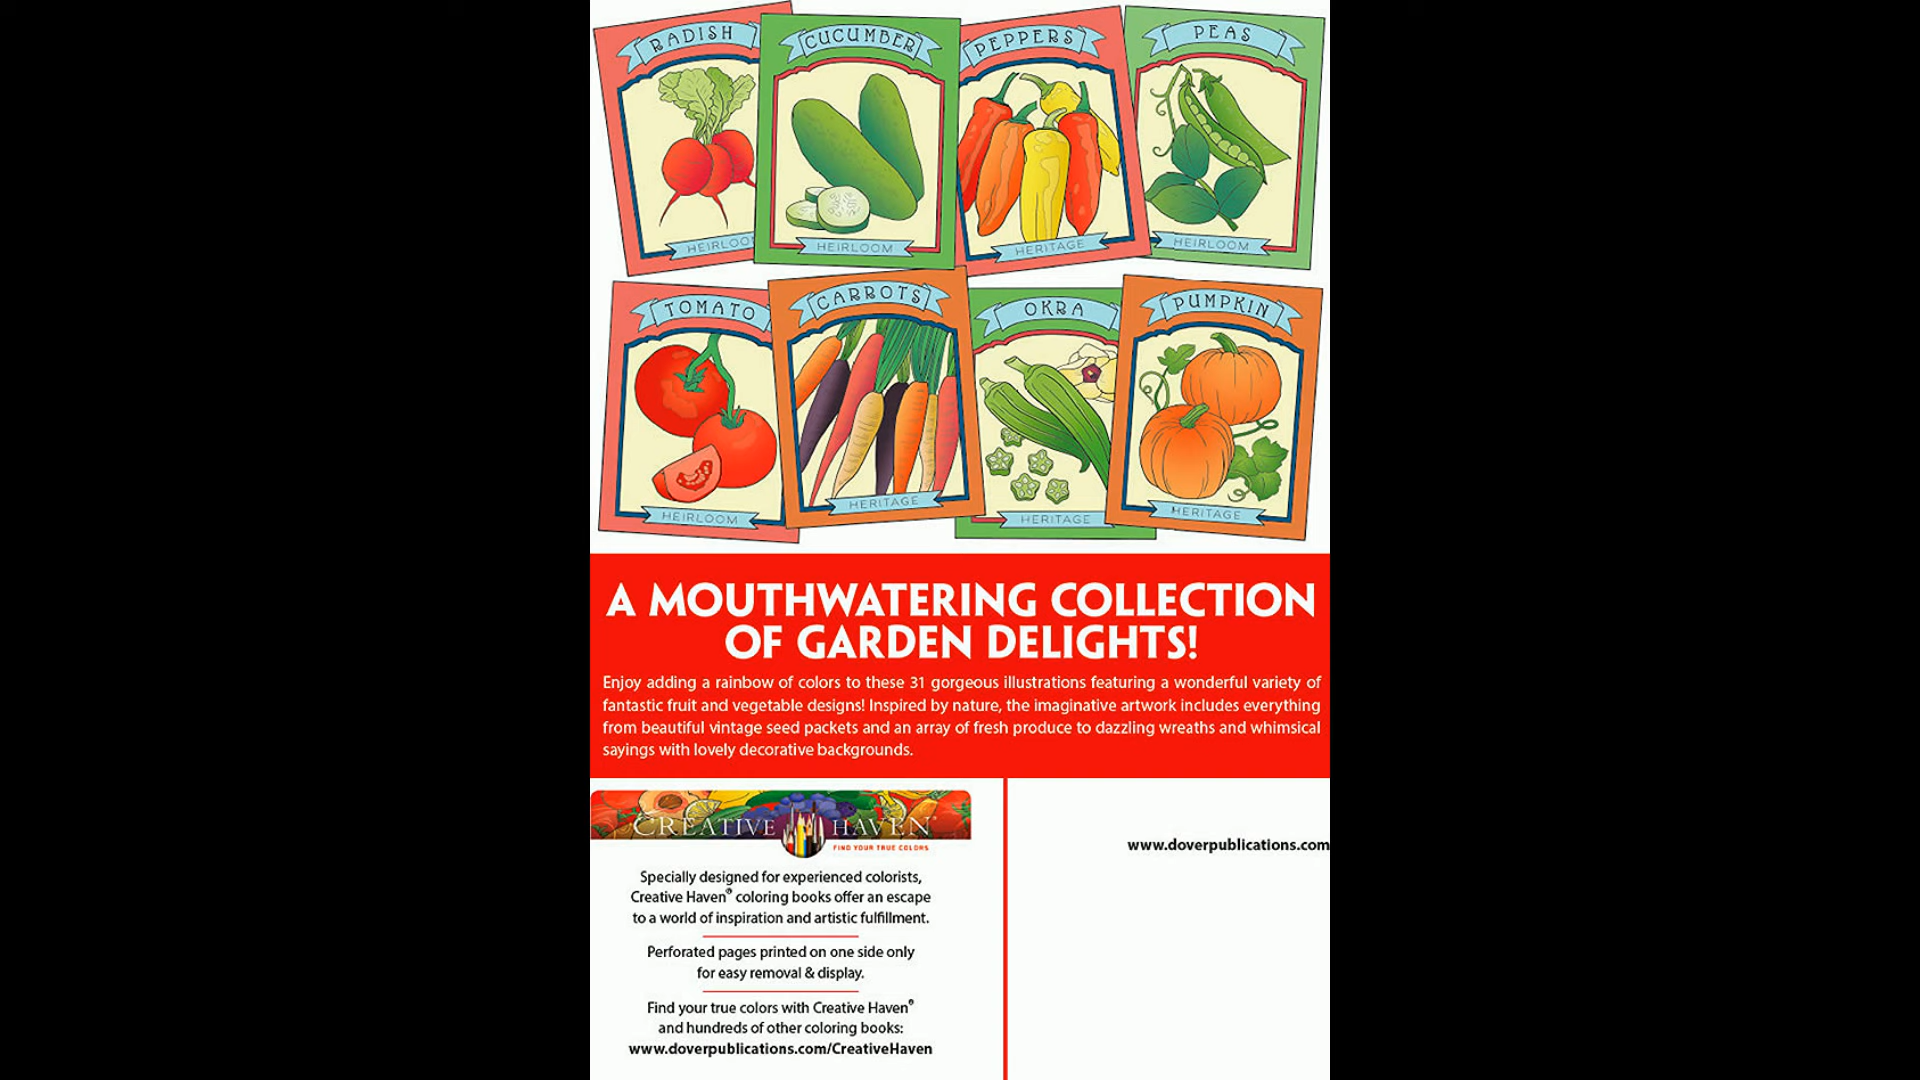 RADISH
CUCUMBER
PEPPERS
PEAS
HEIRLOO
HEIRLOOM
HERITAGE
HEIRLOOM
TOMATO
CARROTS
OKRA
PUMPKIN
HEIRLOOM
HERITAGE
HERITAGE
HERITAGE
A MOUTHWATERING COLLECTION
OF GARDEN DELIGHTS!
Enjoy adding a rainbow of colors to these 31 gorgeous illustrations featuring a wonderful variety of
fantastic fruit and vegetable designs! Inspired by nature, the imaginative artwork includes everything
from beautiful vintage seed packets and an array of fresh produce to dazzling wreaths and whimsical
sayings with lovely decorative backgrounds.
CREATIVE HAVEN®
FIND YOUR TRUE COLORS
Specially designed for experienced colorists,
Creative Haven® coloring books offer an escape
to a world of inspiration and artistic fulfillment.
Perforated pages printed on one side only
for easy removal & display.
Find your true colors with Creative Haven®
and hundreds of other coloring books:
www.doverpublications.com/CreativeHaven
www.doverpublications.com